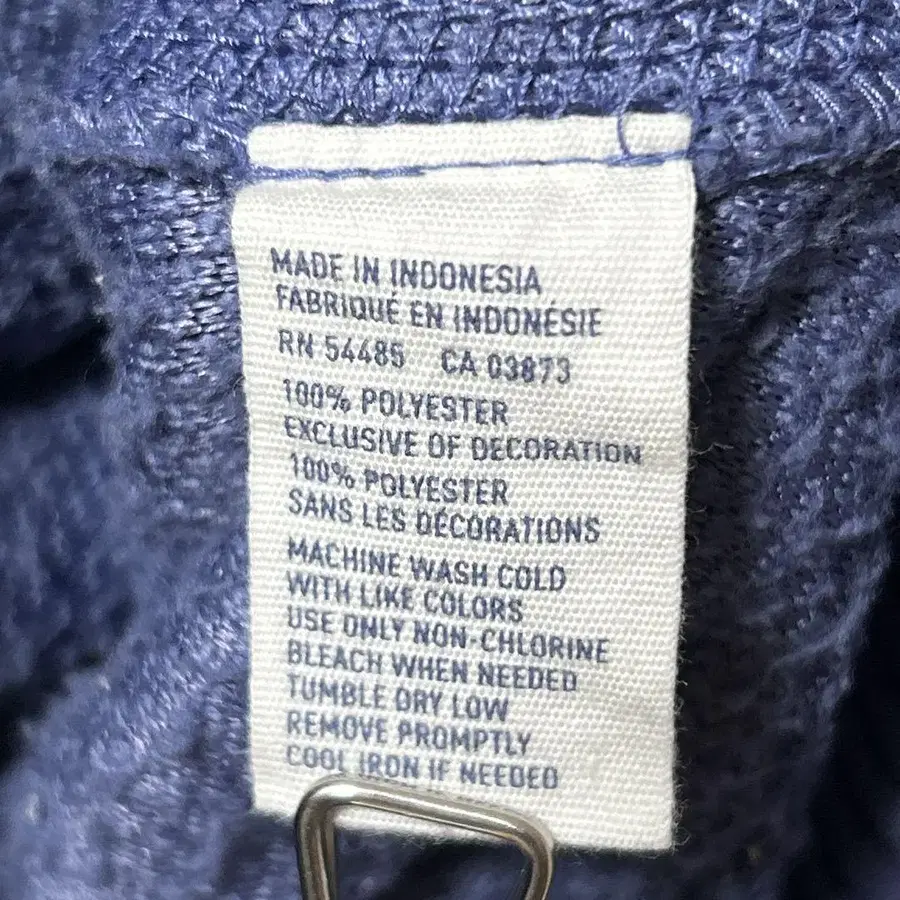 MADE IN INDONESIA
FABRIQUÉ EN INDONÉSIE
RN 54485 CA 03873
100% POLYESTER
EXCLUSIVE OF DECORATION
100% POLYESTER
SANS LES DÉCORATIONS
MACHINE WASH COLD
WITH LIKE COLORS
USE ONLY NON-CHLORINE
BLEACH WHEN NEEDED
TUMBLE DRY LOW
REMOVE PROMPTLY
COOL IRON IF NEEDED